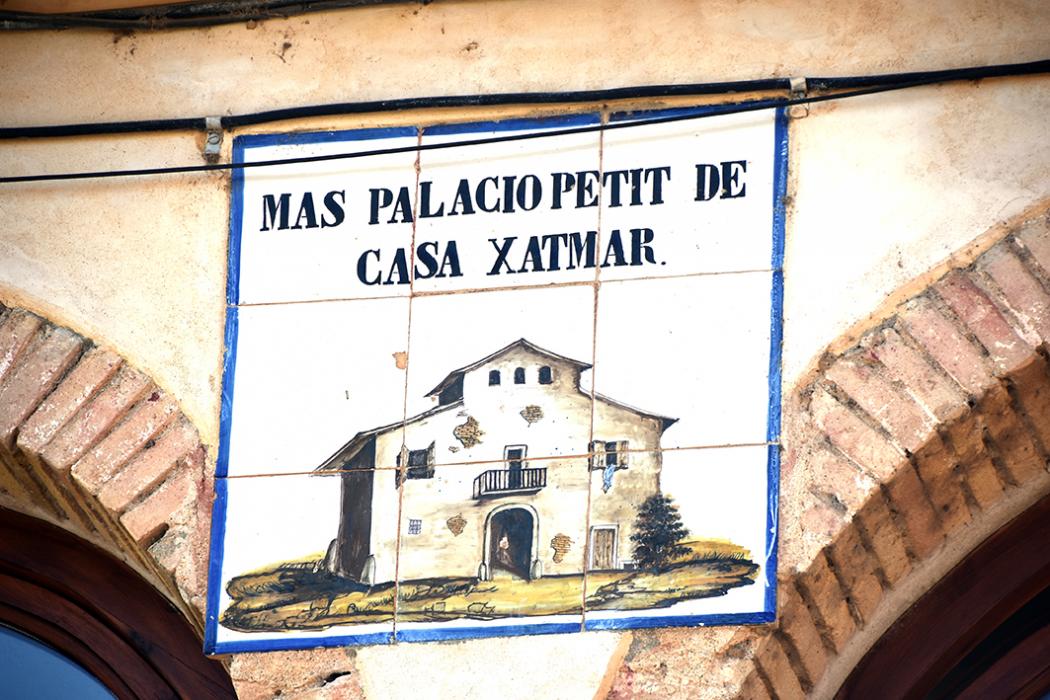 MAS PALACIO PETIT DE
CASA XATMAR.